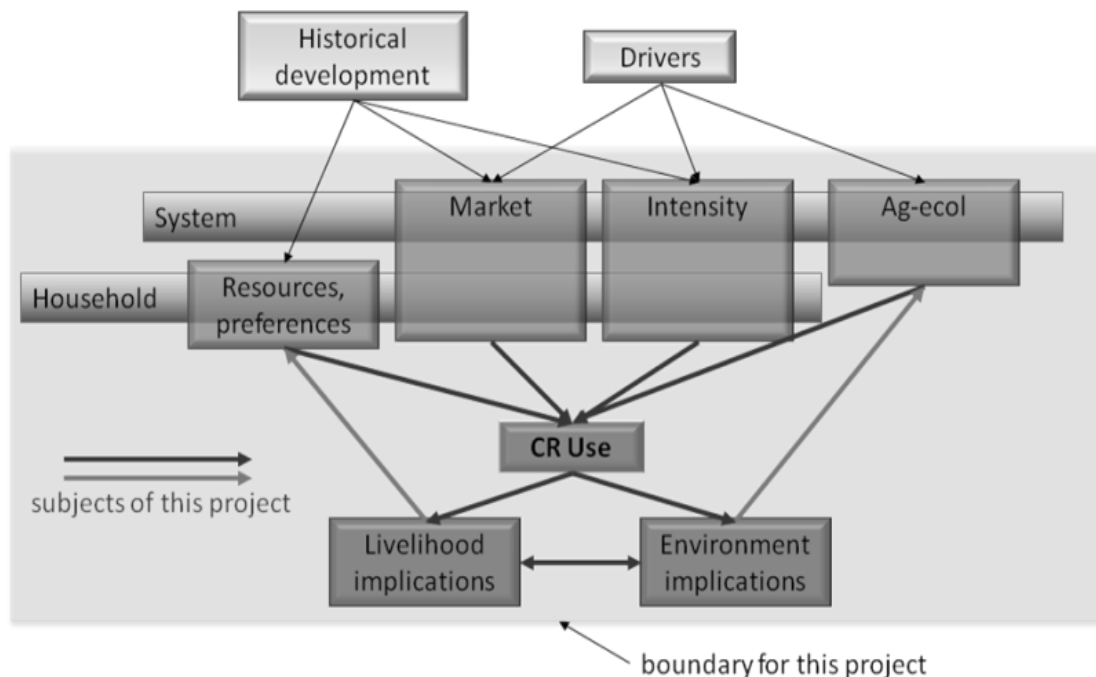 Historical
development
Drivers
System
Market
Intensity
Ag-ecol
Household
Resources,
preferences
CR Use
subjects of this project
Livelihood
implications
Environment
implications
boundary for this project